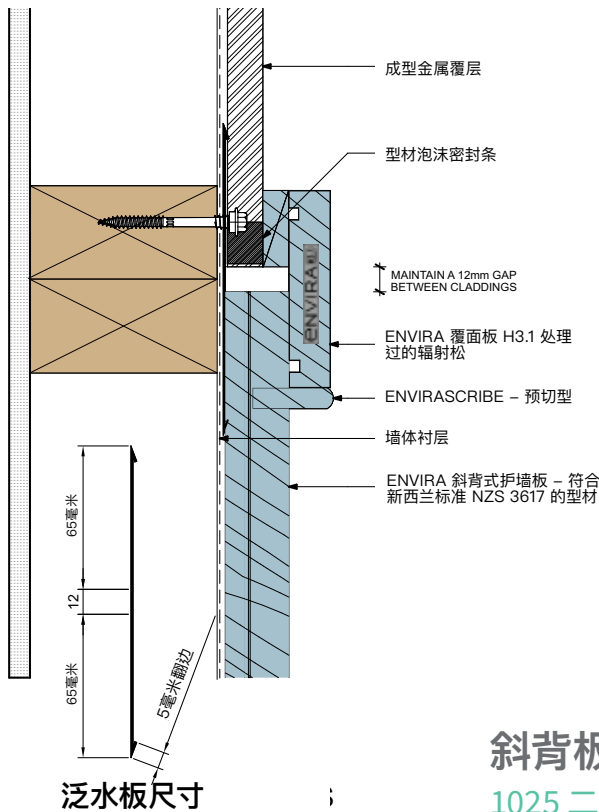 成型金属覆层
型材泡沫密封条
MAINTAIN A 12mm GAP
BETWEEN CLADDINGS
ENVIRA
ENVIRA 覆面板 H3.1 处理
过的辐射松
ENVIRASCRIBE – 预切型
墙体衬层
ENVIRA 斜背式护墙板 – 符合
新西兰标准 NZS 3617 的型材
65毫米
12
65毫米
5毫米翻边
泛水板尺寸
斜背板
1025 二